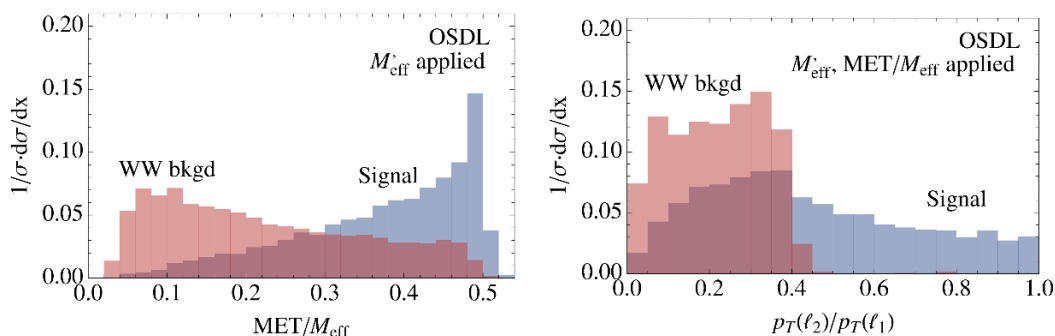 0.20
0.15
0.10
0.05
0.00
1/σ·dσ/dx
OSDL
M'eff applied
WW bkgd
Signal
0.0 0.1 0.2 0.3 0.4 0.5
MET/Meff
0.20
0.15
0.10
0.05
0.00
1/σ·dσ/dx
OSDL
M'eff, MET/Meff applied
WW bkgd
Signal
0.0 0.2 0.4 0.6 0.8 1.0
pT(ℓ2)/pT(ℓ1)